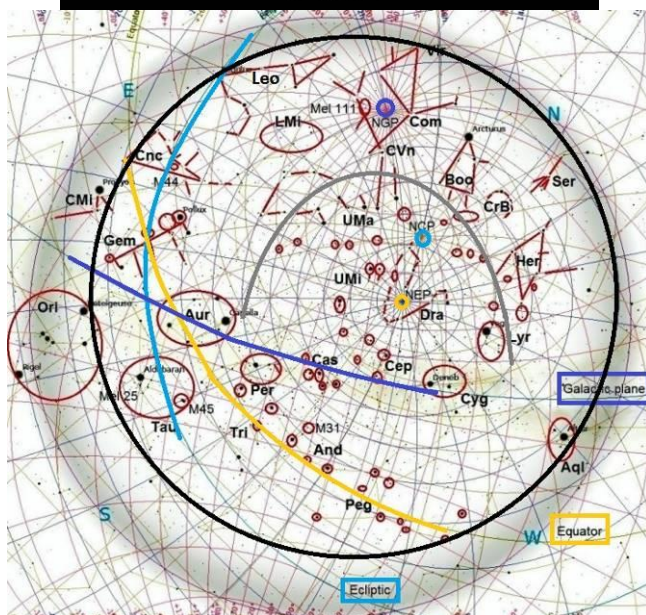 Equator
E
Leo
Vir
Mel 111
LMi
NGP
Com
CVn
N
Arcturus
Cnc
M44
Boo
Ser
CrB
CMi
Pollux
UMa
NCP
Gem
Her
UMi
NEP
Dra
Ori
Betelgeuse
Aur
Capella
Lyr
Rigel
Aldebaran
Mel 25
M45
Tau
Per
Cas
Cep
Deneb
Cyg
Galactic plane
Tri
M31
And
Aql
Peg
S
W
Equator
Ecliptic